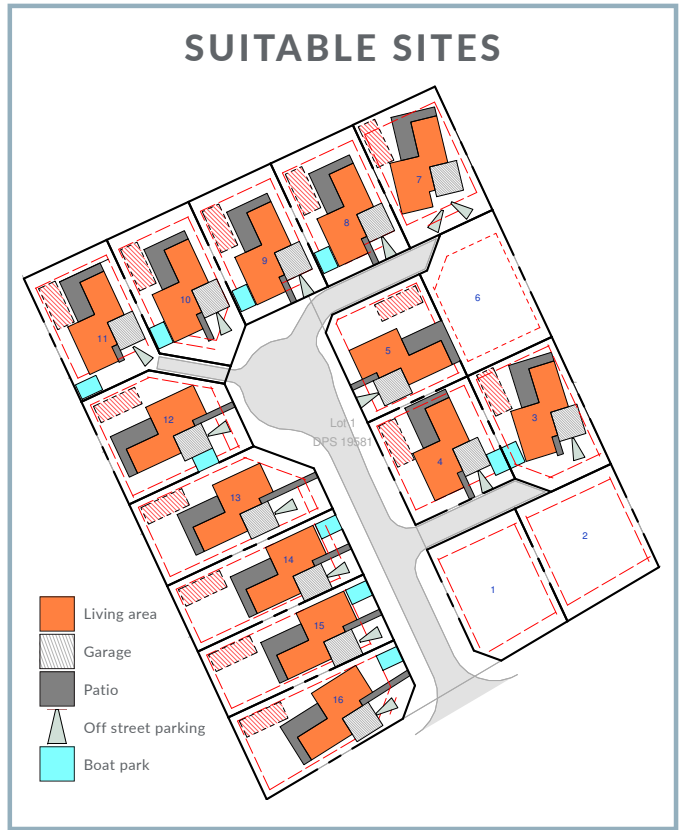 SUITABLE SITES
7
8
9
6
10
11
5
12
Lot 1
DPS 19581
3
4
13
2
14
1
15
16
Living area
Garage
Patio
Off street parking
Boat park